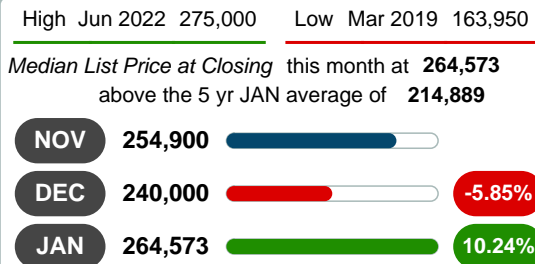 High Jun 2022 275,000 Low Mar 2019 163,950
Median List Price at Closing this month at 264,573
above the 5 yr JAN average of 214,889
NOV 254,900
DEC 240,000 -5.85%
JAN 264,573 10.24%